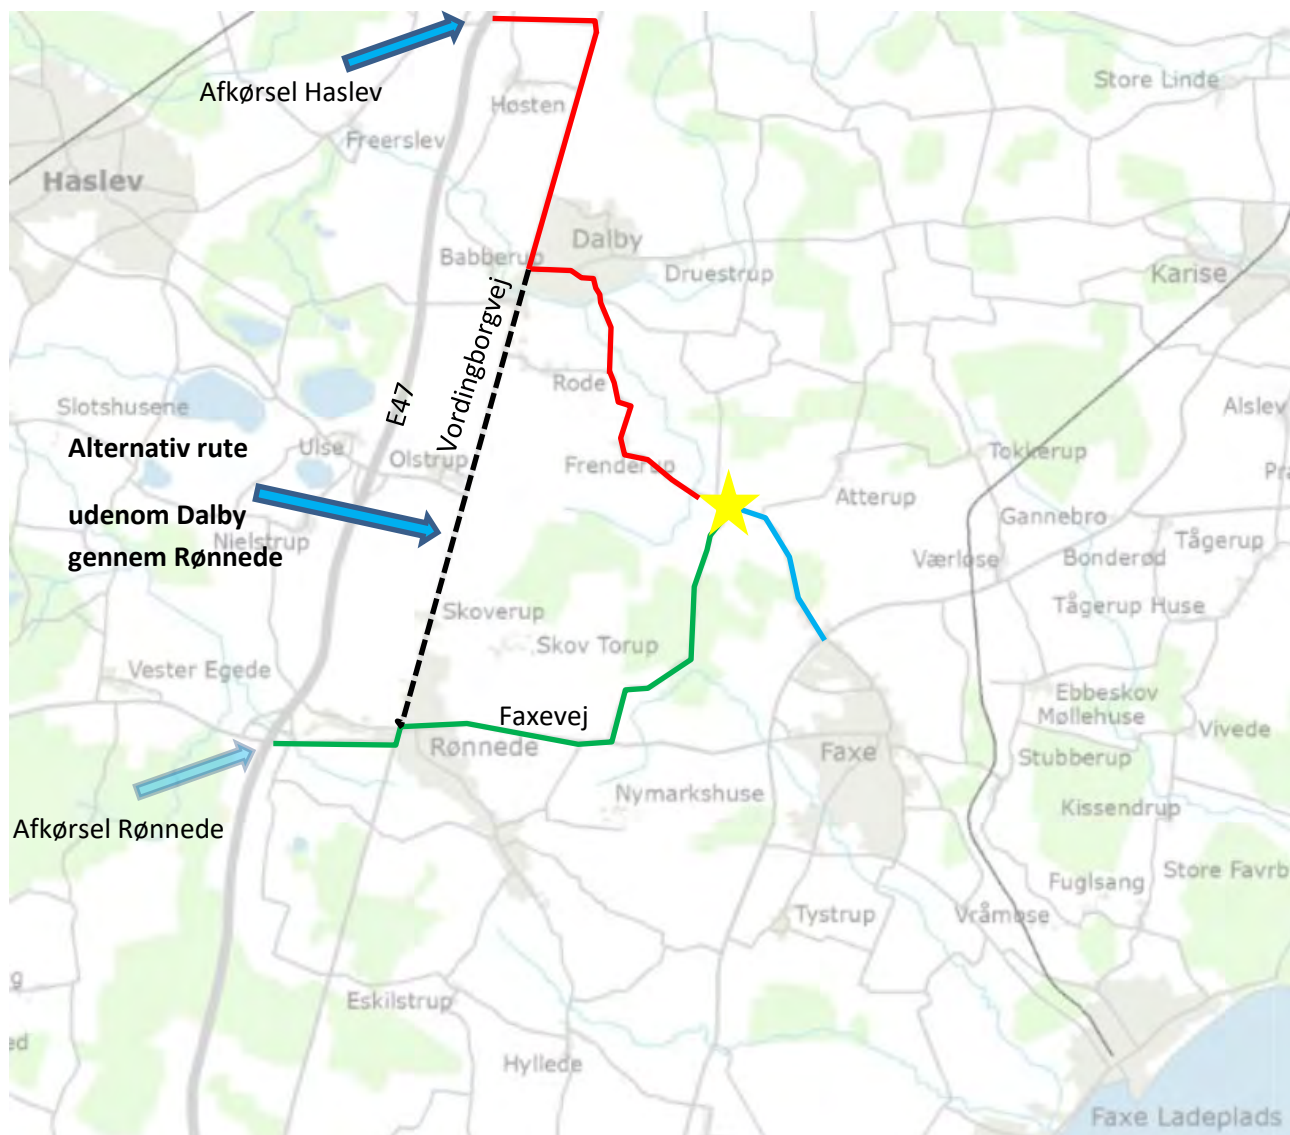 Afkørsel Haslev
Store Linde
Høsten
Freerslev
Haslev
Dalby
Babberup
Druestrup
Karise
Vordingborgvej
E47
Rode
Slotshusene
Alslev
Alternativ rute
Ulse
Olstrup
Frenderup
Tokkerup
Pra
Atterup
udenom Dalby
Gannebro
Nielstrup
Tågerup
gennem Rønnede
Værløse
Bonderød
Skoverup
Tågerup Huse
Skov Torup
Vester Egede
Ebbeskov
Møllehuse
Faxevej
Vivede
Rønnede
Faxe
Stubberup
Nymarkshuse
Kissendrup
Afkørsel Rønnede
Store Favrb
Fuglsang
Tystrup
Vråmose
g
Eskilstrup
ed
Hyllede
Faxe Ladeplads